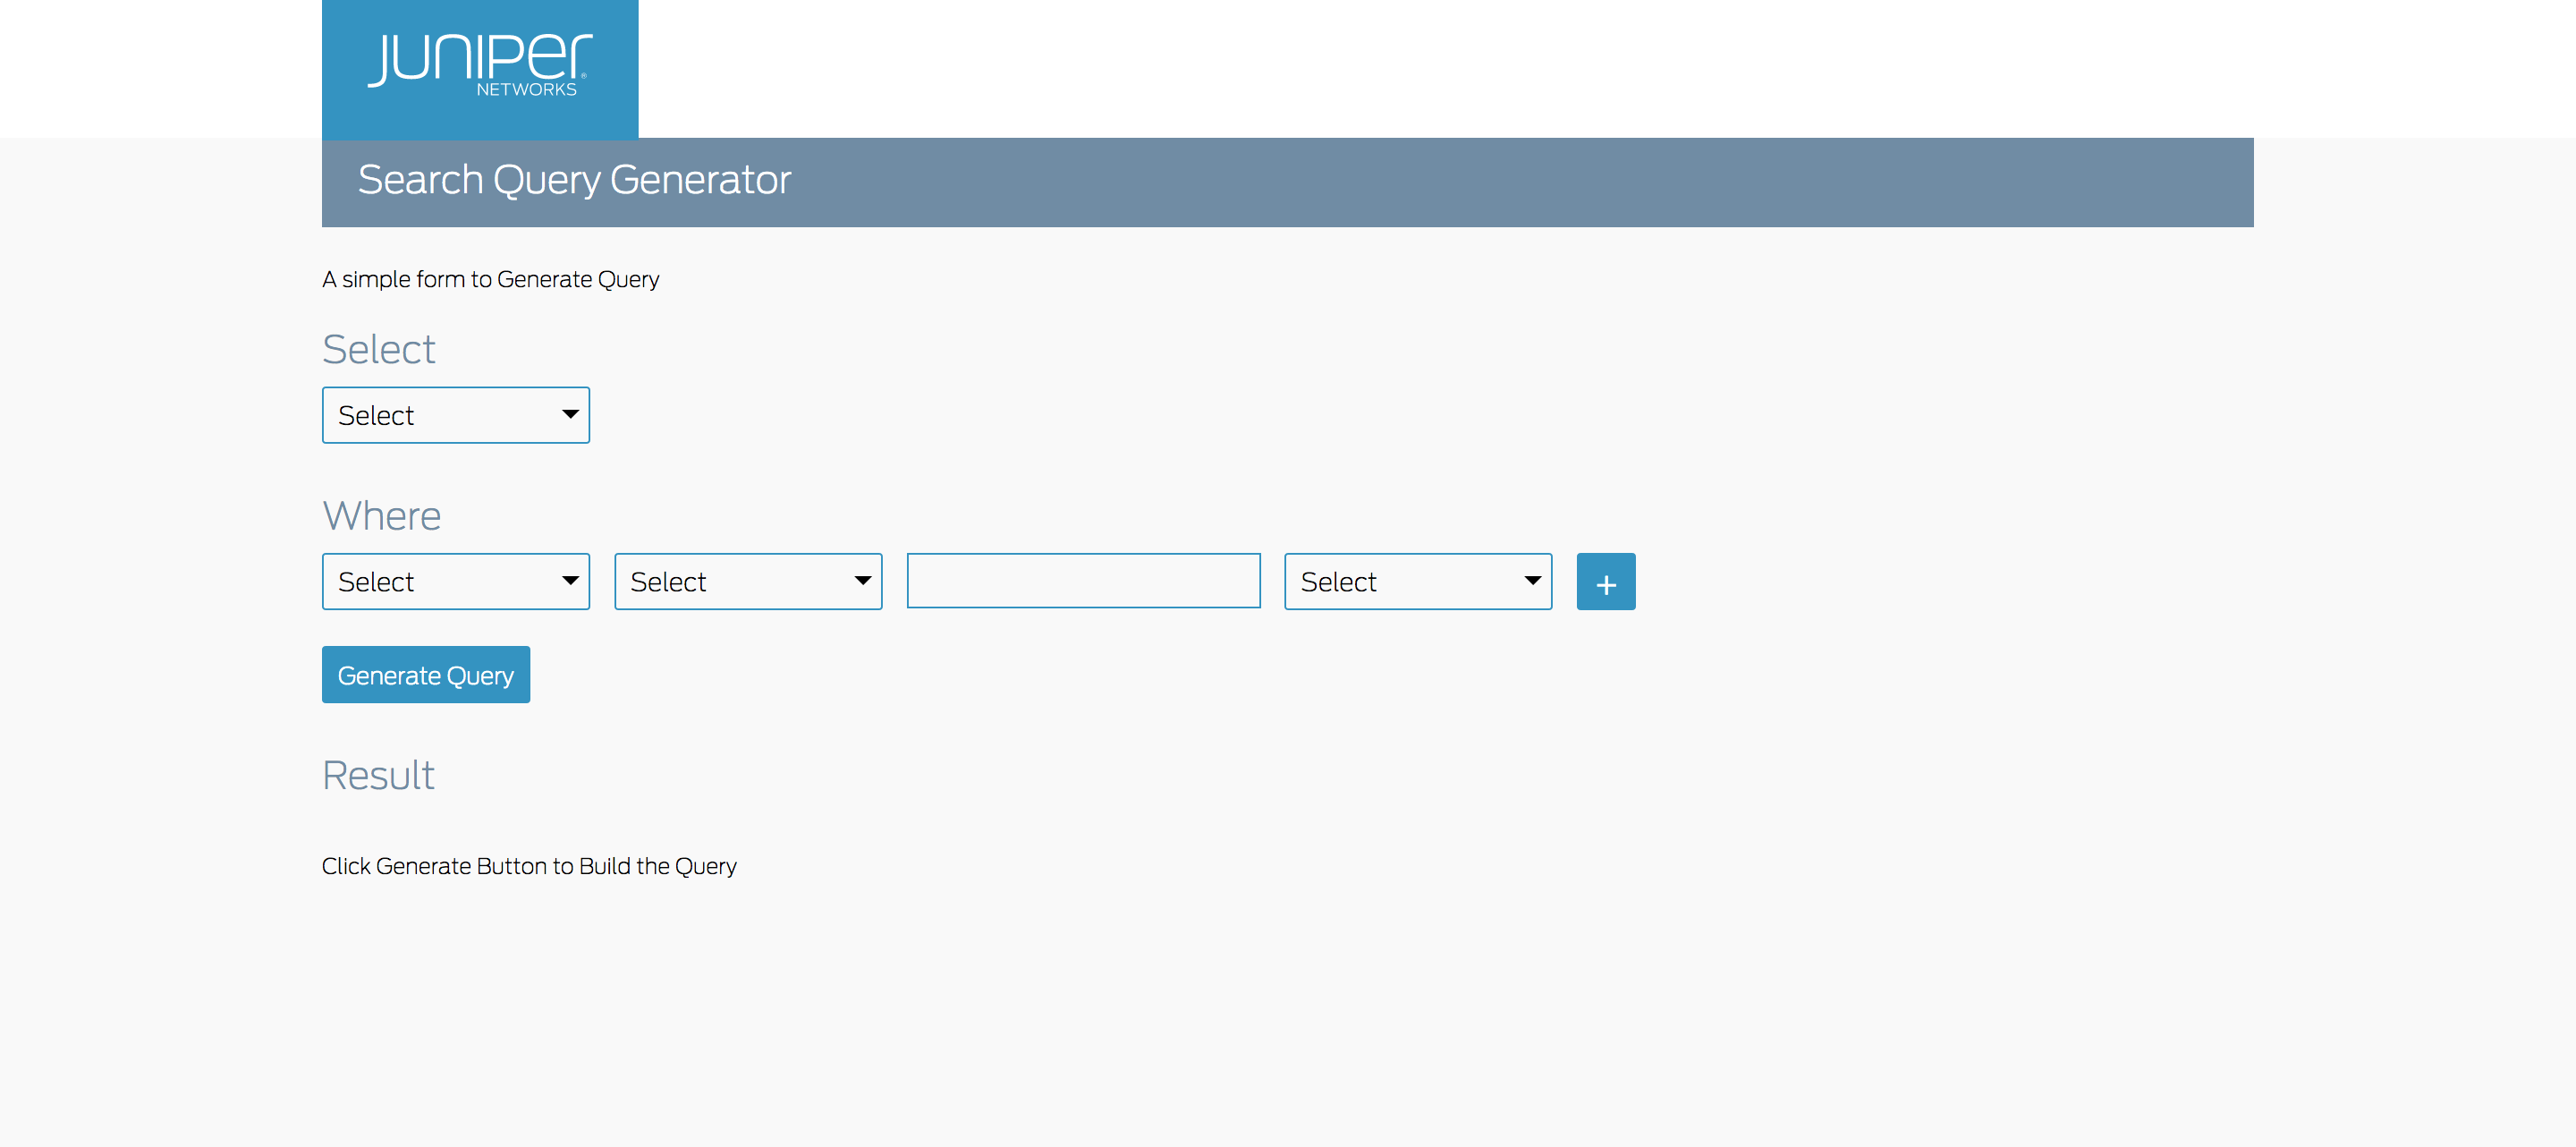 JUNIPER
NETWORKS
Search Query Generator
A simple form to Generate Query
Select
Select
Where
Select Select Select +
Generate Query
Result
Click Generate Button to Build the Query